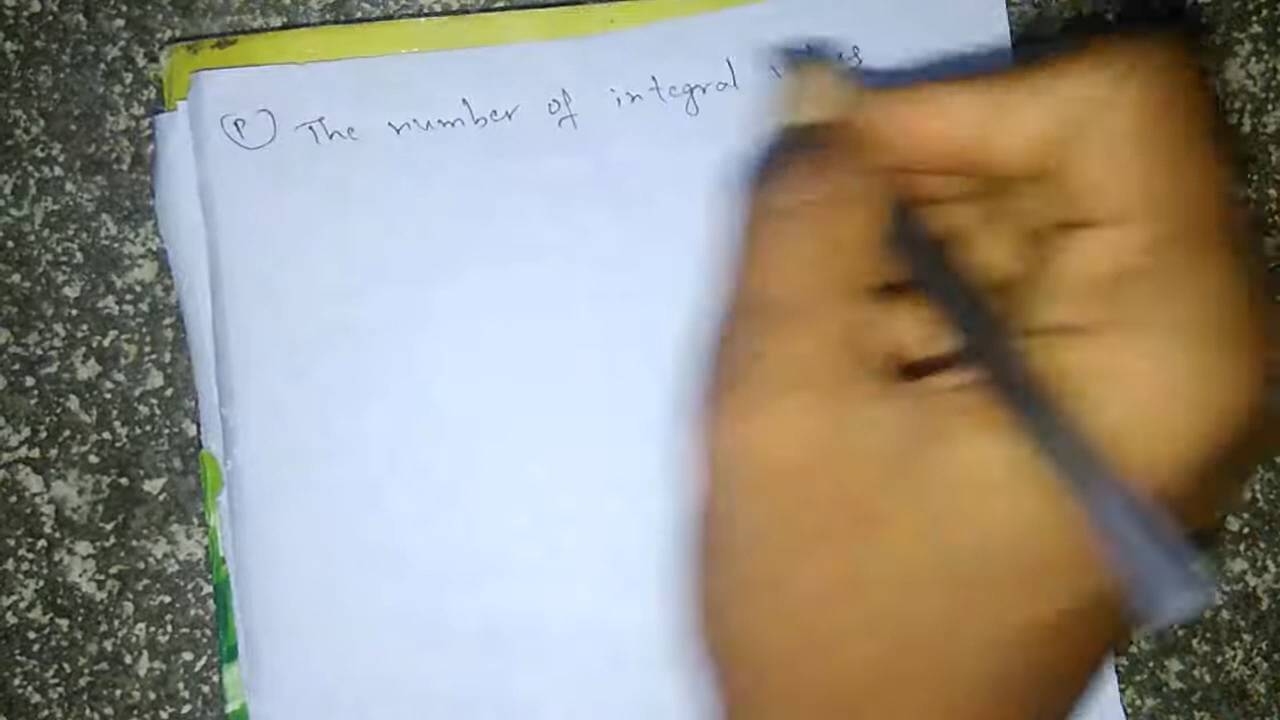 (P) The number of integral